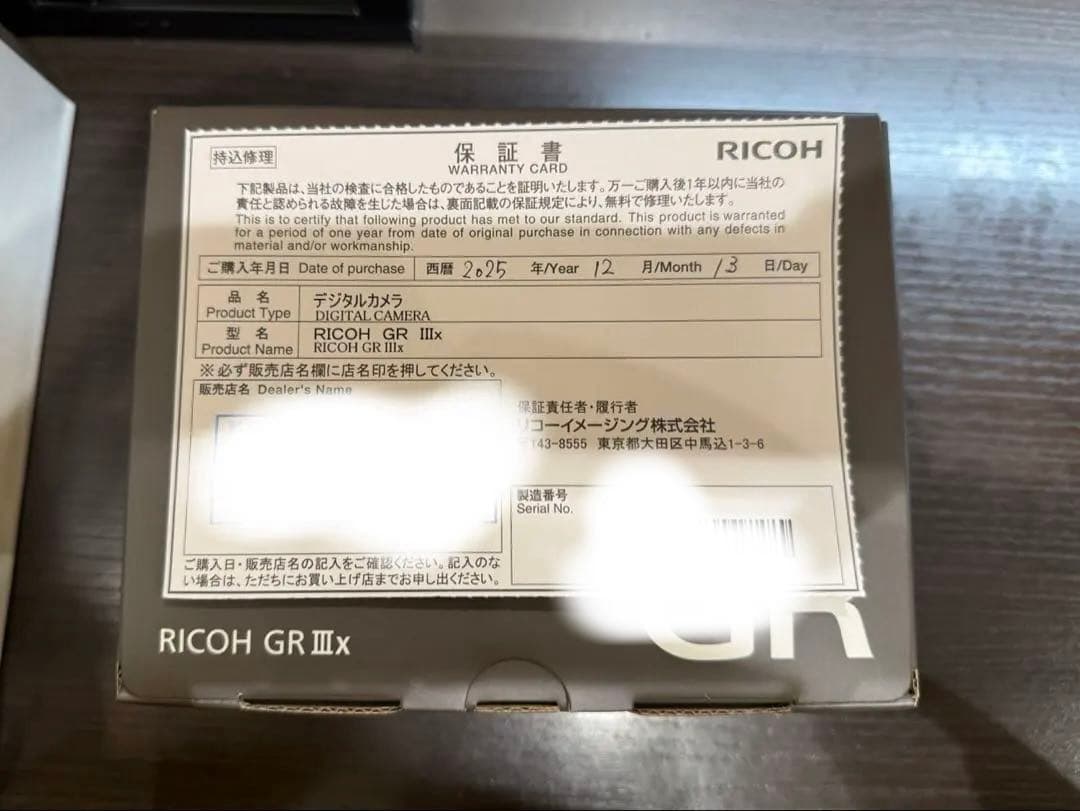 持込修理
保証書
WARRANTY CARD
RICOH
下記製品は、当社の検査に合格したものであることを証明いたします。万一ご購入後1年以内に当社の
責任と認められる故障を生じた場合は、裏面記載の保証規定により、無料で修理いたします。
This is to certify that following product has met to our standard. This product is warranted
for a period of one year from date of original purchase in connection with any defects in
material and/or workmanship.
ご購入年月日 Date of purchase 西暦 2025 年/Year 12 月/Month 13 日/Day
品名
Product Type
デジタルカメラ
DIGITAL CAMERA
型名
Product Name
RICOH GR IIIx
RICOH GR IIIx
※必ず販売店名欄に店名印を押してください。
販売店名 Dealer's Name
保証責任者・履行者
リコーイメージング株式会社
143-8555 東京都大田区中馬込1-3-6
製造番号
Serial No.
ご購入日・販売店名の記入をご確認ください。記入のな
い場合は、ただちにお買い上げ店までお申し出ください。
RICOH GR IIIx
GR